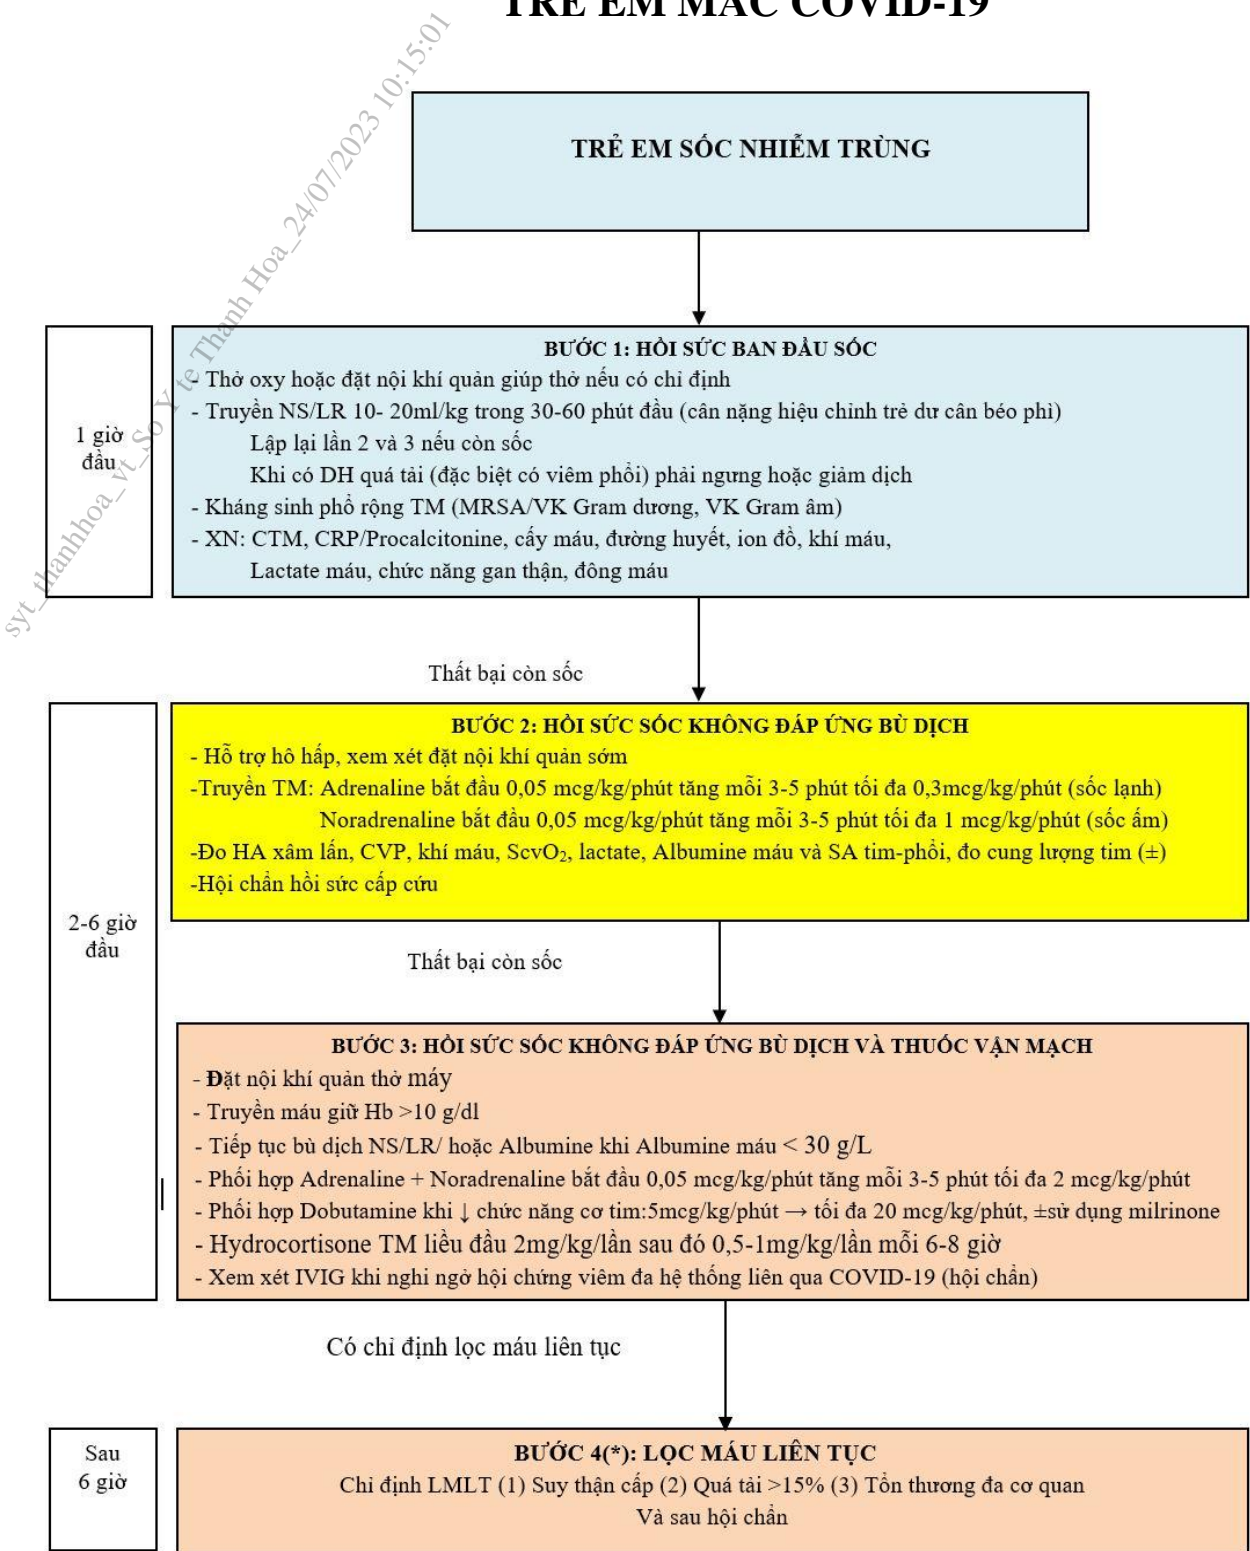 TRẺ EM MẮC COVID-19
TRẺ EM SỐC NHIỄM TRÙNG
1 giờ
đầu
BƯỚC 1: HỒI SỨC BAN ĐẦU SỐC
- Thở oxy hoặc đặt nội khí quản giúp thở nếu có chỉ định
- Truyền NS/LR 10- 20ml/kg trong 30-60 phút đầu (cân nặng hiệu chỉnh trẻ dư cân béo phì)
Lập lại lần 2 và 3 nếu còn sốc
Khi có DH quá tải (đặc biệt có viêm phổi) phải ngưng hoặc giảm dịch
- Kháng sinh phổ rộng TM (MRSA/VK Gram dương, VK Gram âm)
- XN: CTM, CRP/Procalcitonine, cấy máu, đường huyết, ion đồ, khí máu,
Lactate máu, chức năng gan thận, đông máu
Thất bại còn sốc
2-6 giờ
đầu
BƯỚC 2: HỒI SỨC SỐC KHÔNG ĐÁP ỨNG BÙ DỊCH
- Hỗ trợ hô hấp, xem xét đặt nội khí quản sớm
-Truyền TM: Adrenaline bắt đầu 0,05 mcg/kg/phút tăng mỗi 3-5 phút tối đa 0,3mcg/kg/phút (sốc lạnh)
Noradrenaline bắt đầu 0,05 mcg/kg/phút tăng mỗi 3-5 phút tối đa 1 mcg/kg/phút (sốc ấm)
-Đo HA xâm lấn, CVP, khí máu, ScvO₂, lactate, Albumine máu và SA tim-phổi, đo cung lượng tim (±)
-Hội chẩn hồi sức cấp cứu
Thất bại còn sốc
BƯỚC 3: HỒI SỨC SỐC KHÔNG ĐÁP ỨNG BÙ DỊCH VÀ THUỐC VẬN MẠCH
- Đặt nội khí quản thở máy
- Truyền máu giữ Hb >10 g/dl
- Tiếp tục bù dịch NS/LR/ hoặc Albumine khi Albumine máu < 30 g/L
- Phối hợp Adrenaline + Noradrenaline bắt đầu 0,05 mcg/kg/phút tăng mỗi 3-5 phút tối đa 2 mcg/kg/phút
- Phối hợp Dobutamine khi ↓ chức năng cơ tim:5mcg/kg/phút → tối đa 20 mcg/kg/phút, ±sử dụng milrinone
- Hydrocortisone TM liều đầu 2mg/kg/lần sau đó 0,5-1mg/kg/lần mỗi 6-8 giờ
- Xem xét IVIG khi nghi ngờ hội chứng viêm đa hệ thống liên qua COVID-19 (hội chẩn)
Có chỉ định lọc máu liên tục
Sau
6 giờ
BƯỚC 4(*): LỌC MÁU LIÊN TỤC
Chỉ định LMLT (1) Suy thận cấp (2) Quá tải >15% (3) Tổn thương đa cơ quan
Và sau hội chẩn
syt_thanhhoa_vt_So Y te Thanh Hoa_24/07/2023 10:15:01